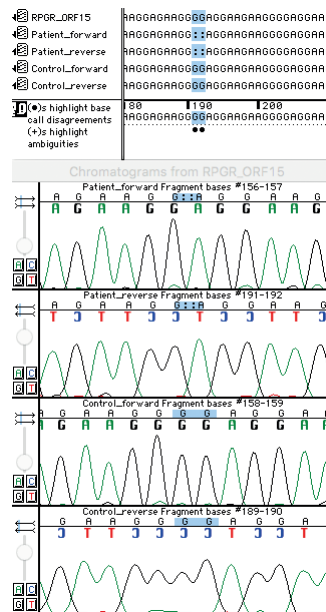 RPGR_ORF15 AAGGAGAAGGGGAGGAAGAAGGGGAGGAA
Patient_forward AAGGAGAAGG::AGGAAGAAGGGGAGGAA
Patient_reverse AAGGAGAAGG::AGGAAGAAGGGGAGGAA
Control_forward AAGGAGAAGGGGAGGAAGAAGGGGAGGAA
Control_reverse AAGGAGAAGGGGAGGAAGAAGGGGAGGAA
(●)s highlight base 180 190 200
call disagreements AAGGAGAAGGGGAGGAAGAAGGGGAGGAA
(+)s highlight ●●
ambiguities
Chromatograms from RPGR_ORF15
Patient_forward Fragment bases #156-157
A G A A G G::A G G A A G
A G A A G G A G G A A G
A C
G T
Patient_reverse Fragment bases #191-192
A G A A G G::A G G A A G
T C T T C C T C C T T C
A C
G T
Control_forward Fragment bases #158-159
A G A A G G G G A G G A
A G A A G G G G A G G A
A C
G T
Control_reverse Fragment bases #189-190
G A A G G G G A G G A
C T T C C C C T C C T
A C
G T